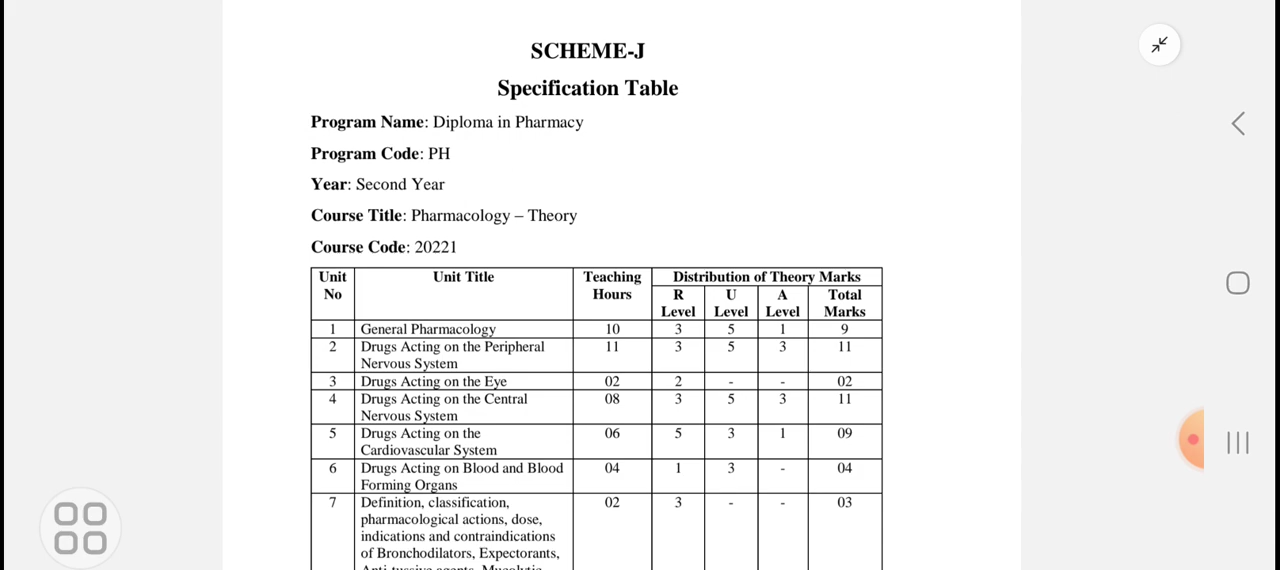 SCHEME-J
Specification Table
Program Name: Diploma in Pharmacy
Program Code: PH
Year: Second Year
Course Title: Pharmacology – Theory
Course Code: 20221
Unit No Unit Title Teaching Hours Distribution of Theory Marks
R Level U Level A Level Total Marks
1 General Pharmacology 10 3 5 1 9
2 Drugs Acting on the Peripheral 11 3 5 3 11
Nervous System
3 Drugs Acting on the Eye 02 2 - - 02
4 Drugs Acting on the Central 08 3 5 3 11
Nervous System
5 Drugs Acting on the 06 5 3 1 09
Cardiovascular System
6 Drugs Acting on Blood and Blood 04 1 3 - 04
Forming Organs
7 Definition, classification, 02 3 - - 03
pharmacological actions, dose,
indications and contraindications
of Bronchodilators, Expectorants,